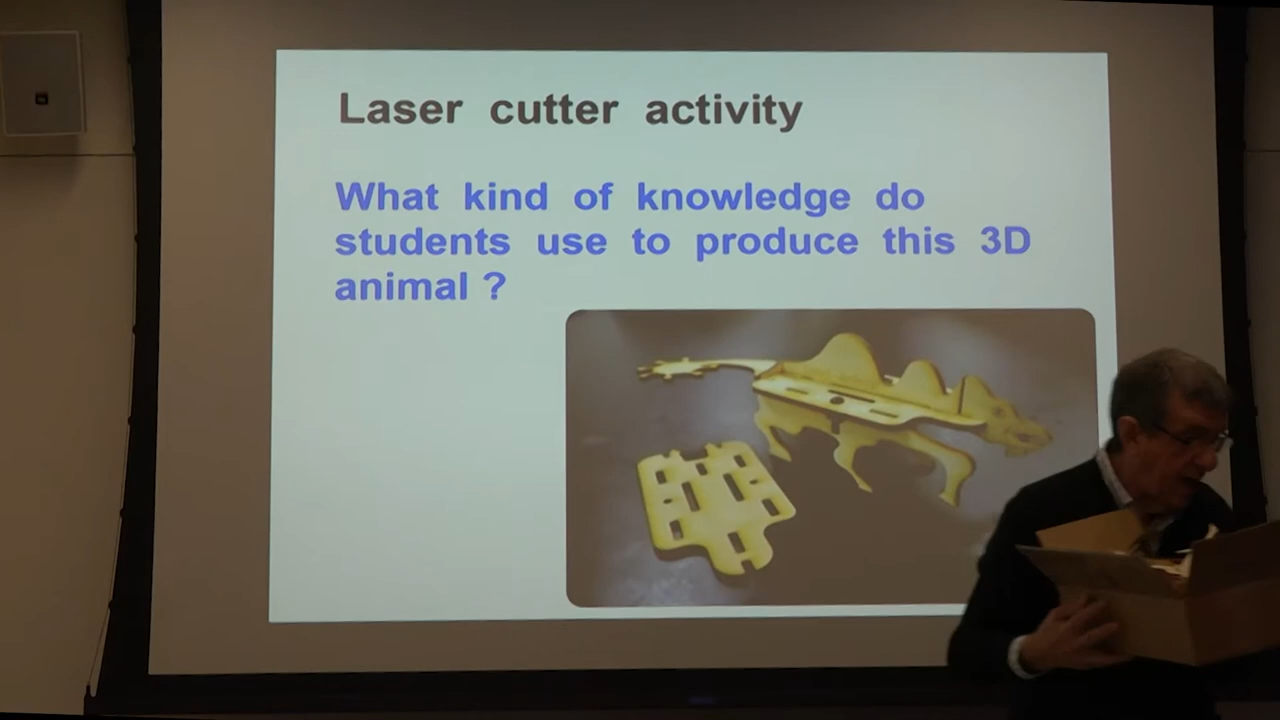 Laser cutter activity
What kind of knowledge do
students use to produce this 3D
animal ?